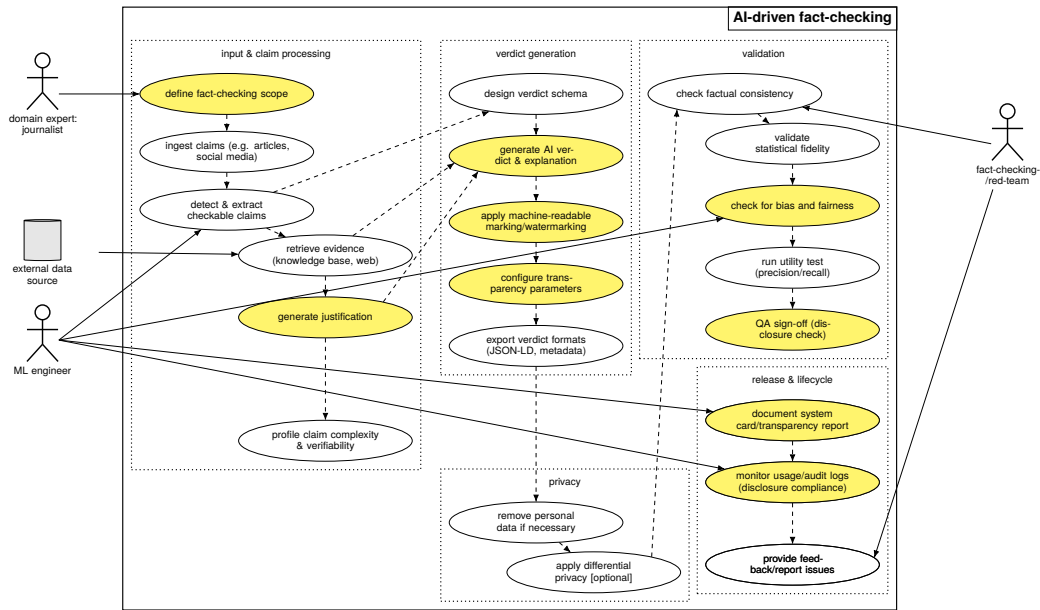 AI-driven fact-checking
input & claim processing
define fact-checking scope
ingest claims (e.g. articles,
social media)
detect & extract
checkable claims
retrieve evidence
(knowledge base, web)
generate justification
profile claim complexity
& verifiability
verdict generation
design verdict schema
generate AI ver-
dict & explanation
apply machine-readable
marking/watermarking
configure trans-
parency parameters
export verdict formats
(JSON-LD, metadata)
privacy
remove personal
data if necessary
apply differential
privacy [optional]
validation
check factual consistency
validate
statistical fidelity
check for bias and fairness
run utility test
(precision/recall)
QA sign-off (dis-
closure check)
release & lifecycle
document system
card/transparency report
monitor usage/audit logs
(disclosure compliance)
provide feed-
back/report issues
domain expert:
journalist
external data
source
ML engineer
fact-checking-
/red-team